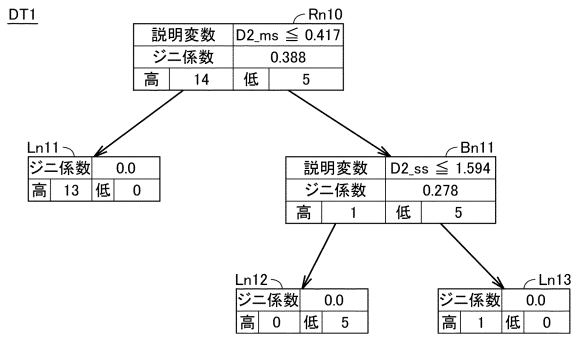 DT1
Rn10
説明変数 D2_ms ≦ 0.417
ジニ係数 0.388
高 14 低 5
Ln11
ジニ係数 0.0
高 13 低 0
Bn11
説明変数 D2_ss ≦ 1.594
ジニ係数 0.278
高 1 低 5
Ln12
ジニ係数 0.0
高 0 低 5
Ln13
ジニ係数 0.0
高 1 低 0